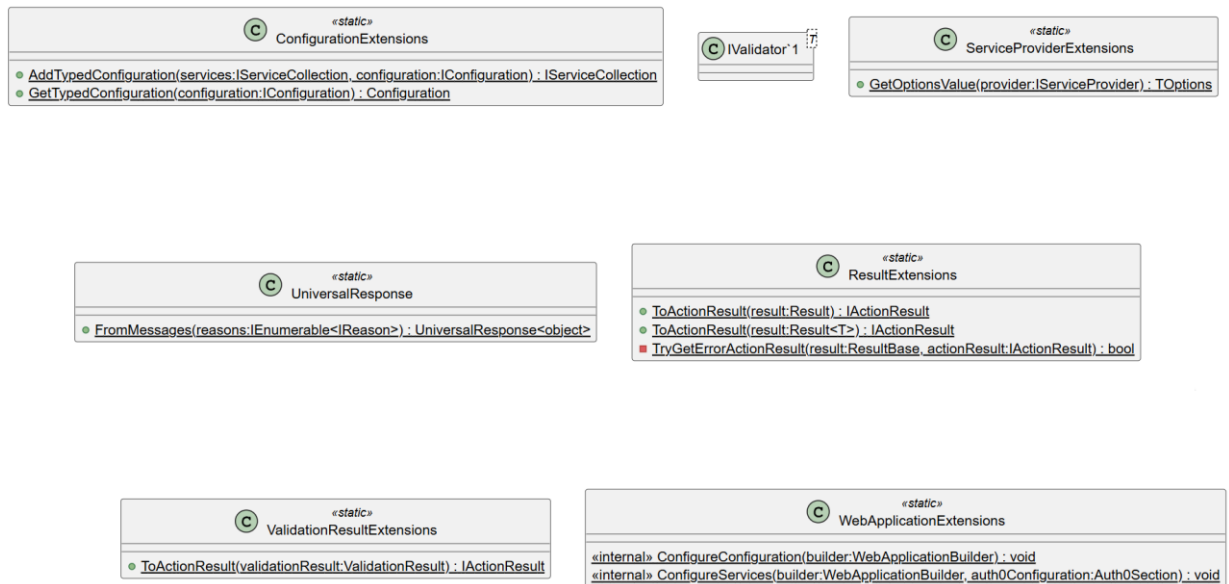 «static»
C ConfigurationExtensions
AddTypedConfiguration(services:IServiceCollection, configuration:IConfiguration) : IServiceCollection
GetTypedConfiguration(configuration:IConfiguration) : Configuration
C IValidator`1 T
«static»
C ServiceProviderExtensions
GetOptionsValue(provider:IServiceProvider) : TOptions
«static»
C UniversalResponse
FromMessages(reasons:IEnumerable<IReason>) : UniversalResponse<object>
«static»
C ResultExtensions
ToActionResult(result:Result) : IActionResult
ToActionResult(result:Result<T>) : IActionResult
TryGetErrorActionResult(result:ResultBase, actionResult:IActionResult) : bool
«static»
C ValidationResultExtensions
ToActionResult(validationResult:ValidationResult) : IActionResult
«static»
C WebApplicationExtensions
«internal» ConfigureConfiguration(builder:WebApplicationBuilder) : void
«internal» ConfigureServices(builder:WebApplicationBuilder, auth0Configuration:Auth0Section) : void